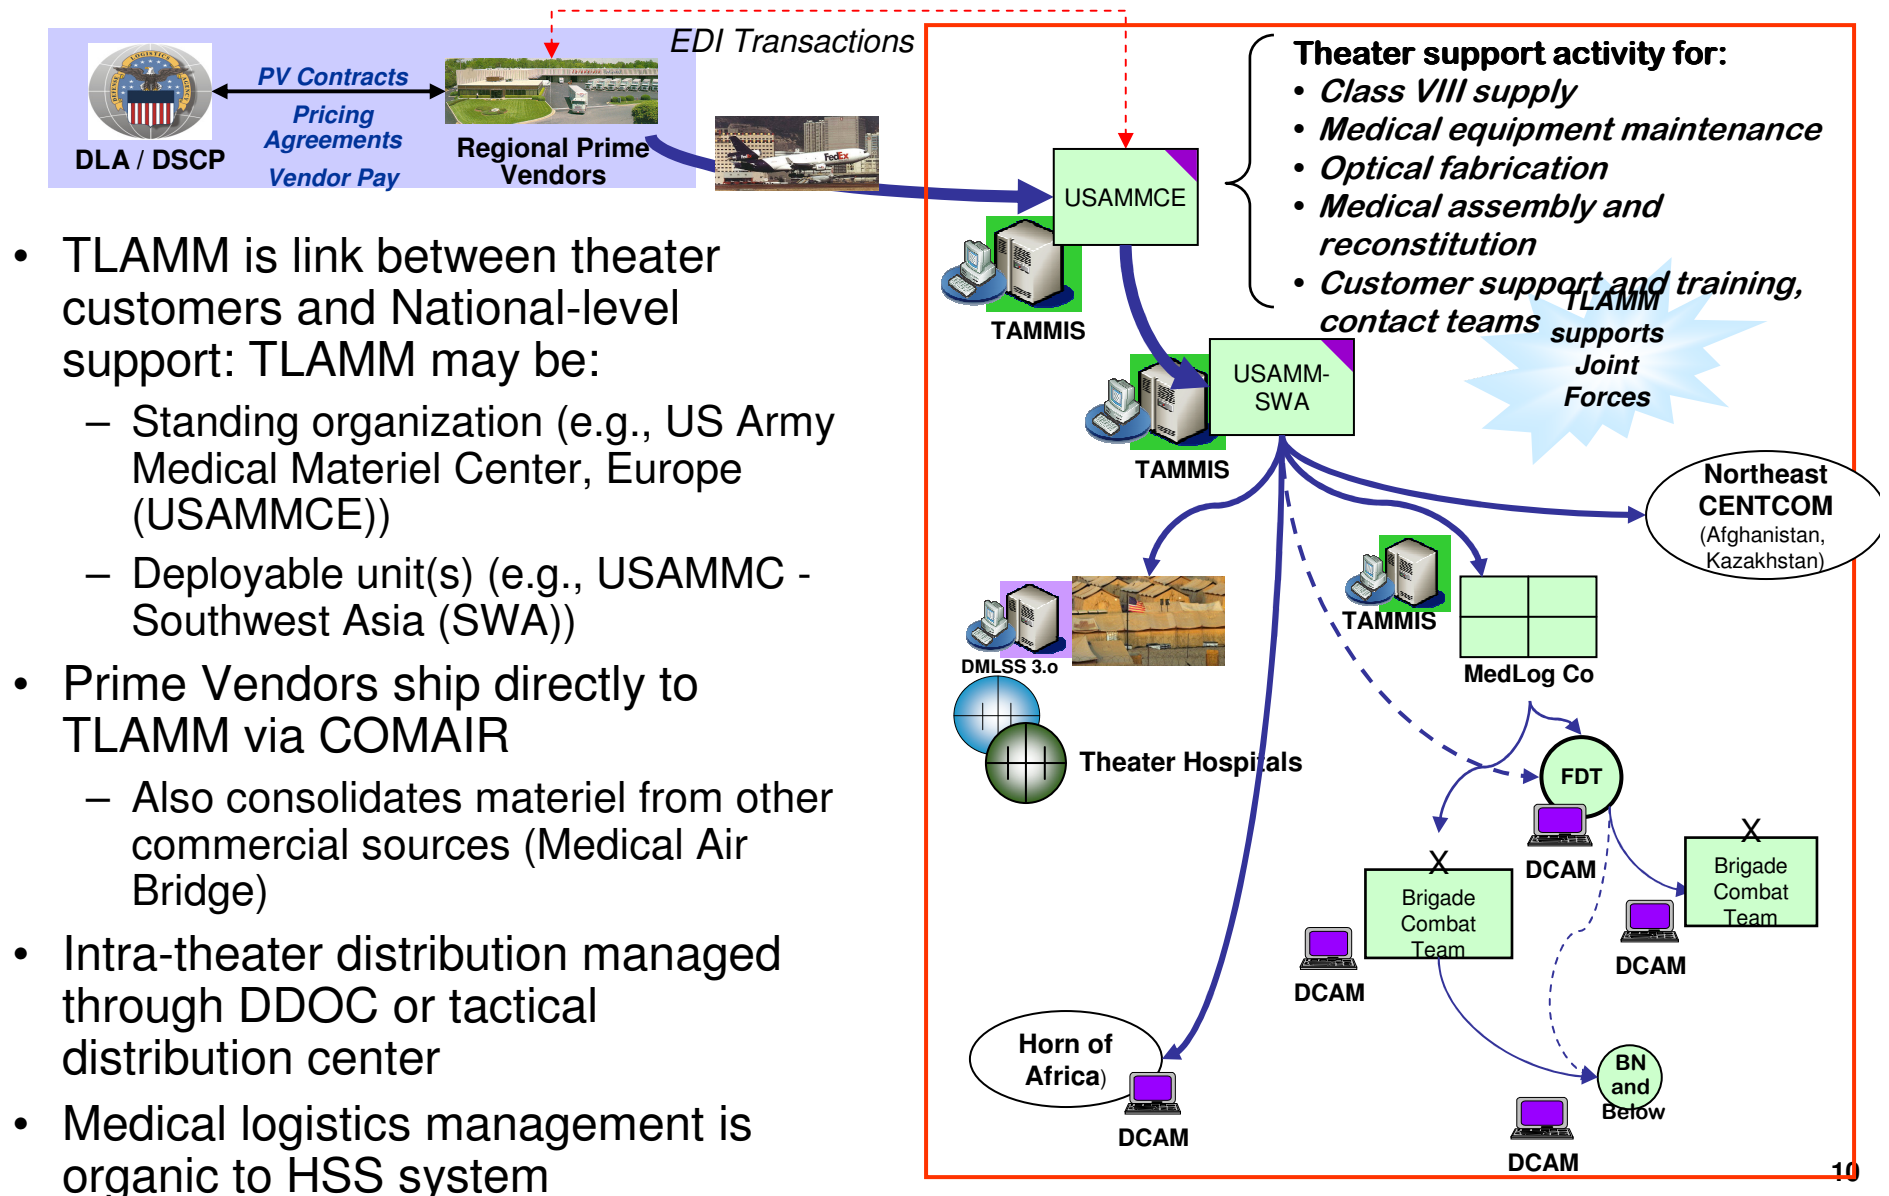 EDI Transactions
PV Contracts
Pricing
Agreements
Vendor Pay
DLA / DSCP
Regional Prime
Vendors
FedEx
• TLAMM is link between theater
customers and National-level
support: TLAMM may be:
– Standing organization (e.g., US Army
Medical Materiel Center, Europe
(USAMMCE))
– Deployable unit(s) (e.g., USAMMC -
Southwest Asia (SWA))
• Prime Vendors ship directly to
TLAMM via COMAIR
– Also consolidates materiel from other
commercial sources (Medical Air
Bridge)
• Intra-theater distribution managed
through DDOC or tactical
distribution center
• Medical logistics management is
organic to HSS system
Theater support activity for:
• Class VIII supply
• Medical equipment maintenance
• Optical fabrication
• Medical assembly and
reconstitution
• Customer support and training,
contact teams
TLAMM
supports
Joint
Forces
USAMMCE
TAMMIS
USAMM-
SWA
TAMMIS
Northeast
CENTCOM
(Afghanistan,
Kazakhstan)
TAMMIS
MedLog Co
DMLSS 3.o
Theater Hospitals
FDT
DCAM
X
Brigade
Combat
Team
DCAM
X
Brigade
Combat
Team
DCAM
Horn of
Africa)
DCAM
BN
and
Below
DCAM
10